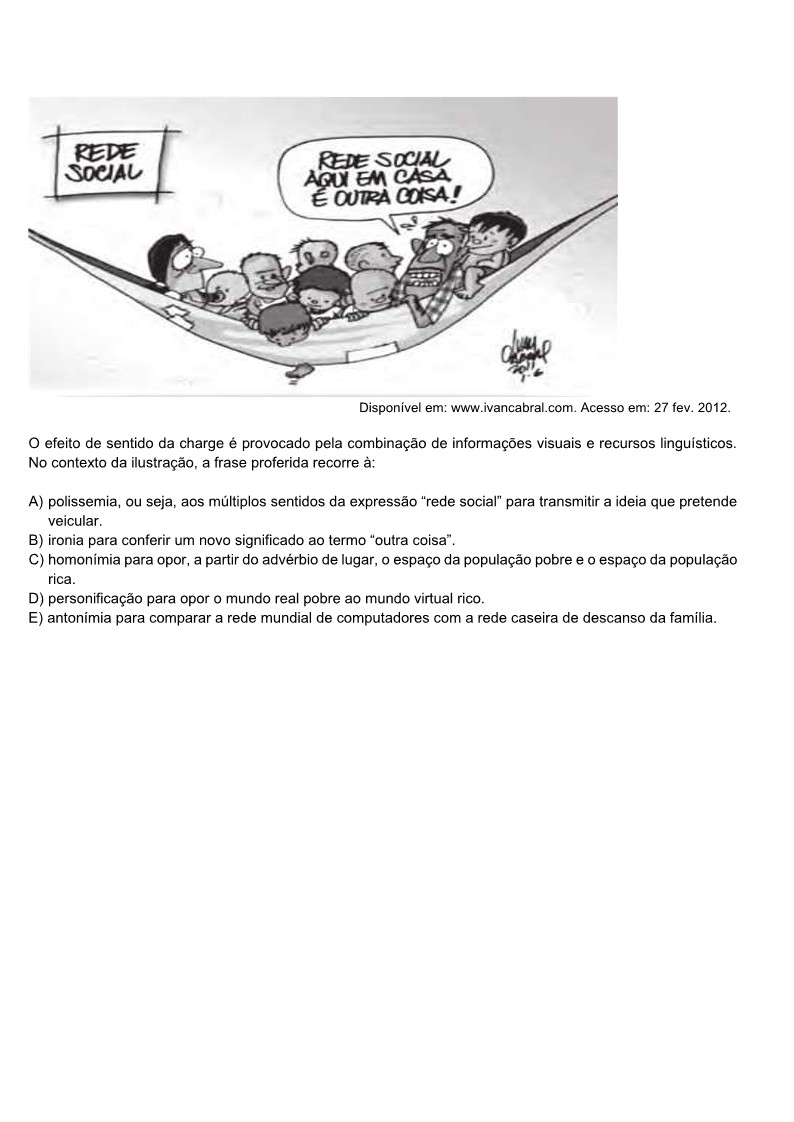 REDE
SOCIAL
REDE SOCIAL
AQUI EM CASA
É OUTRA COISA!
Ivan
Cabral
2011
Disponível em: www.ivancabral.com. Acesso em: 27 fev. 2012.
O efeito de sentido da charge é provocado pela combinação de informações visuais e recursos linguísticos.
No contexto da ilustração, a frase proferida recorre à:
A) polissemia, ou seja, aos múltiplos sentidos da expressão “rede social” para transmitir a ideia que pretende
veicular.
B) ironia para conferir um novo significado ao termo “outra coisa”.
C) homonímia para opor, a partir do advérbio de lugar, o espaço da população pobre e o espaço da população
rica.
D) personificação para opor o mundo real pobre ao mundo virtual rico.
E) antonímia para comparar a rede mundial de computadores com a rede caseira de descanso da família.